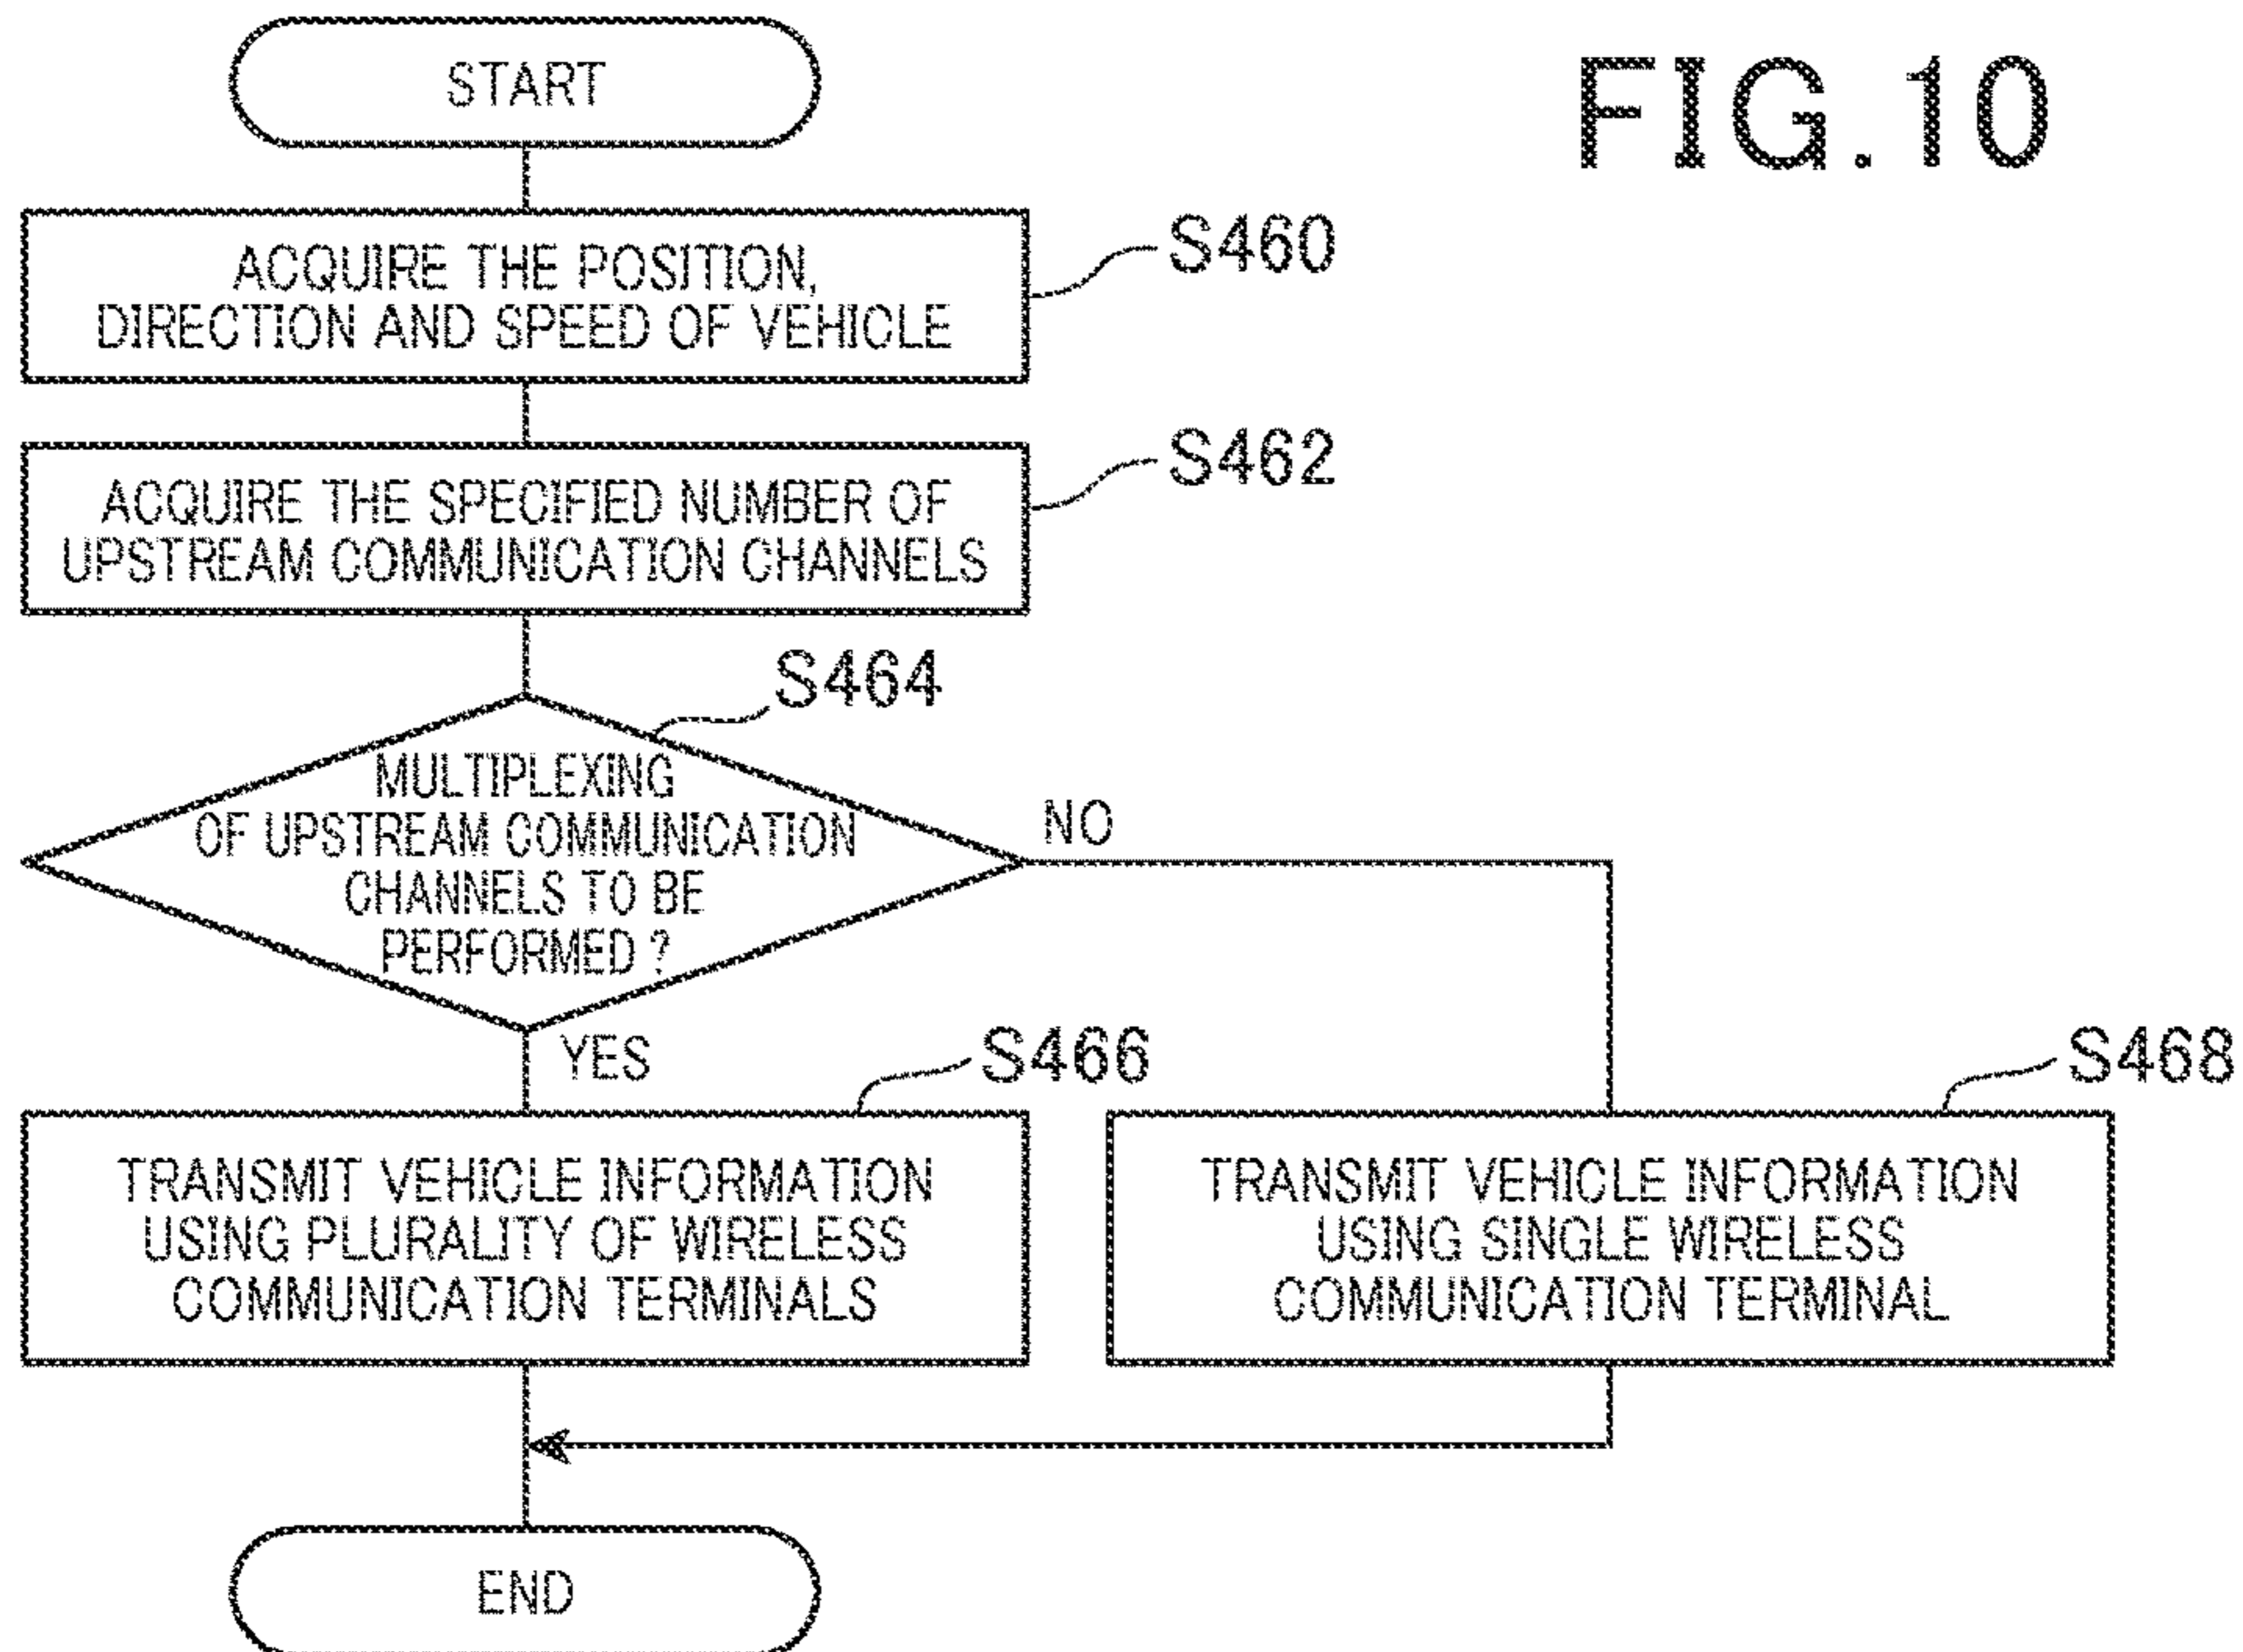 FIG.10
START
ACQUIRE THE POSITION,
DIRECTION AND SPEED OF VEHICLE
S460
ACQUIRE THE SPECIFIED NUMBER OF
UPSTREAM COMMUNICATION CHANNELS
S462
S464
MULTIPLEXING
OF UPSTREAM COMMUNICATION
CHANNELS TO BE
PERFORMED ?
NO
YES
S466
TRANSMIT VEHICLE INFORMATION
USING PLURALITY OF WIRELESS
COMMUNICATION TERMINALS
S468
TRANSMIT VEHICLE INFORMATION
USING SINGLE WIRELESS
COMMUNICATION TERMINAL
END